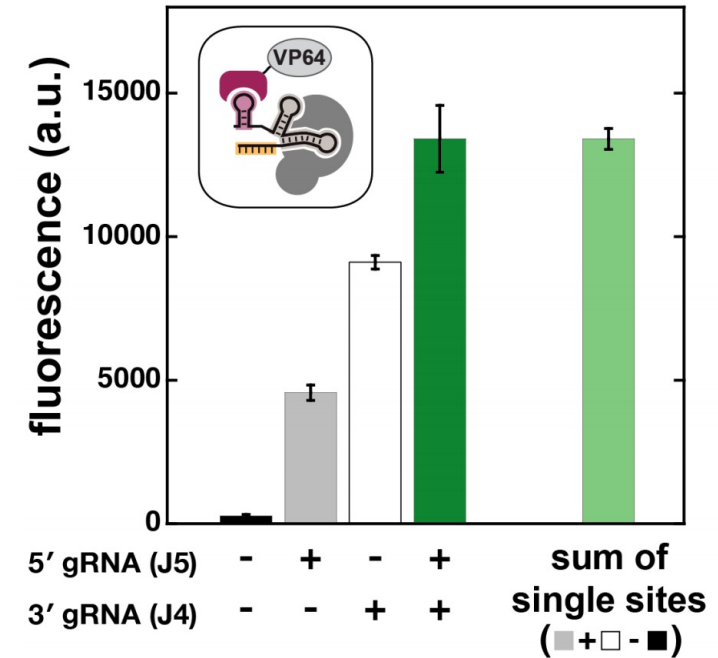 VP64
fluorescence (a.u.)
15000
10000
5000
0
5′ gRNA (J5) - + - +
3′ gRNA (J4) - - + +
sum of
single sites
(■+□-■)